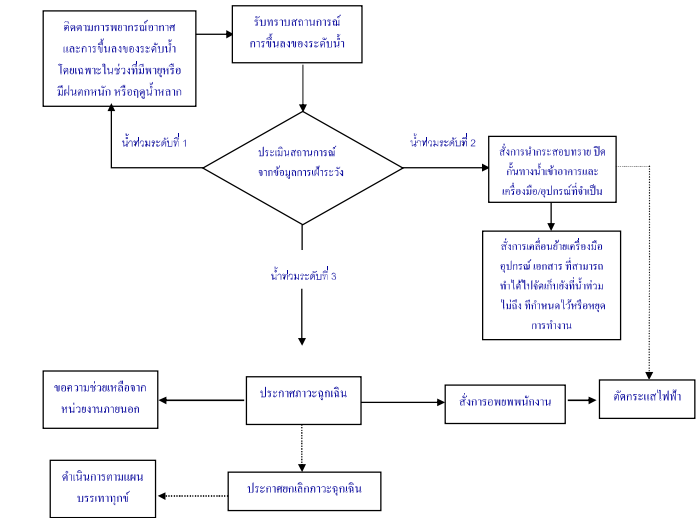 ติดตามการพยากรณ์อากาศ
และการขึ้นลงของระดับน้ำ
โดยเฉพาะในช่วงที่มีพายุหรือ
มีฝนตกหนัก หรือฤดูน้ำหลาก
รับทราบสถานการณ์
การขึ้นลงของระดับน้ำ
น้ำท่วมระดับที่ 1
ประเมินสถานการณ์
จากข้อมูลการเฝ้าระวัง
น้ำท่วมระดับที่ 2
สั่งการนำกระสอบทราย ปิด
กั้นทางน้ำเข้าอาคารและ
เครื่องมือ/อุปกรณ์ที่จำเป็น
สั่งการเคลื่อนย้ายเครื่องมือ
อุปกรณ์ เอกสาร ที่สามารถ
ทำได้ไปจัดเก็บยังที่น้ำท่วม
ไม่ถึง ที่กำหนดไว้หรือหยุด
การทำงาน
น้ำท่วมระดับที่ 3
ขอความช่วยเหลือจาก
หน่วยงานภายนอก
ประกาศภาวะฉุกเฉิน
สั่งการอพยพพนักงาน
ตัดกระแสไฟฟ้า
ดำเนินการตามแผน
บรรเทาทุกข์
ประกาศยกเลิกภาวะฉุกเฉิน